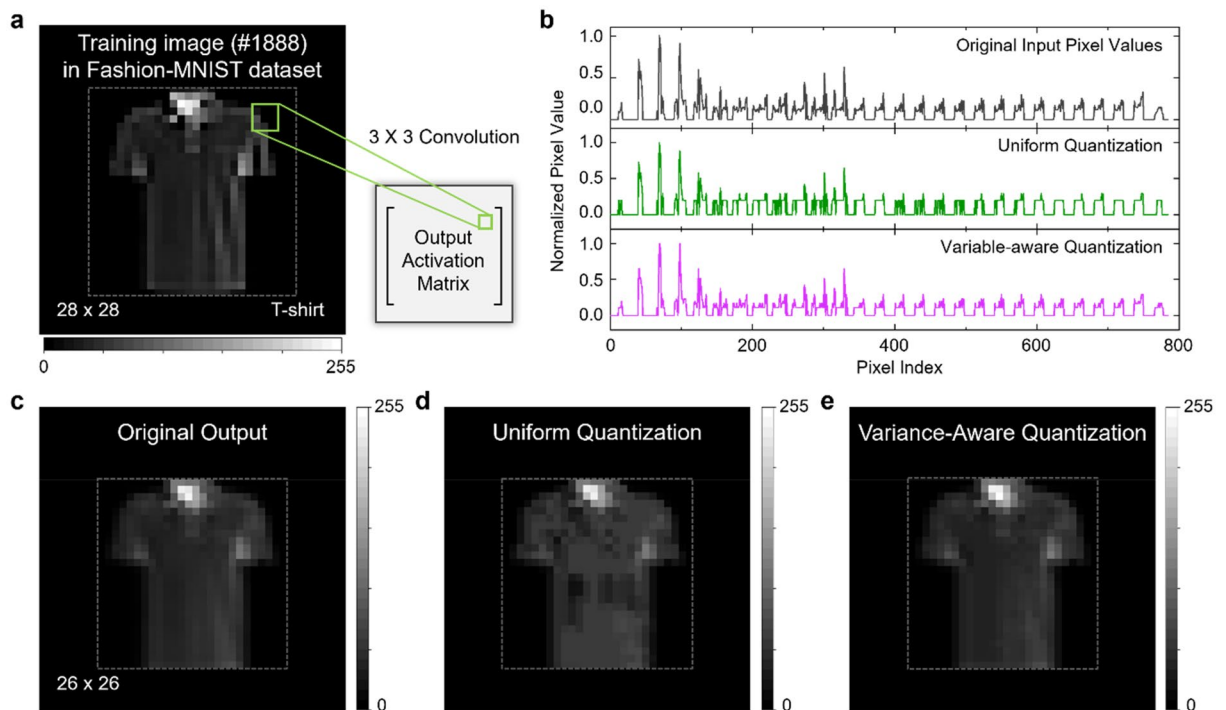 a
Training image (#1888)
in Fashion-MNIST dataset
3 X 3 Convolution
Output
Activation
Matrix
28 x 28
T-shirt
0
255
b
Normalized Pixel Value
1.0
0.5
0.0
Original Input Pixel Values
1.0
0.5
0.0
Uniform Quantization
1.0
0.5
0.0
Variable-aware Quantization
0
200
400
600
800
Pixel Index
c
Original Output
26 x 26
255
0
d
Uniform Quantization
255
0
e
Variance-Aware Quantization
255
0